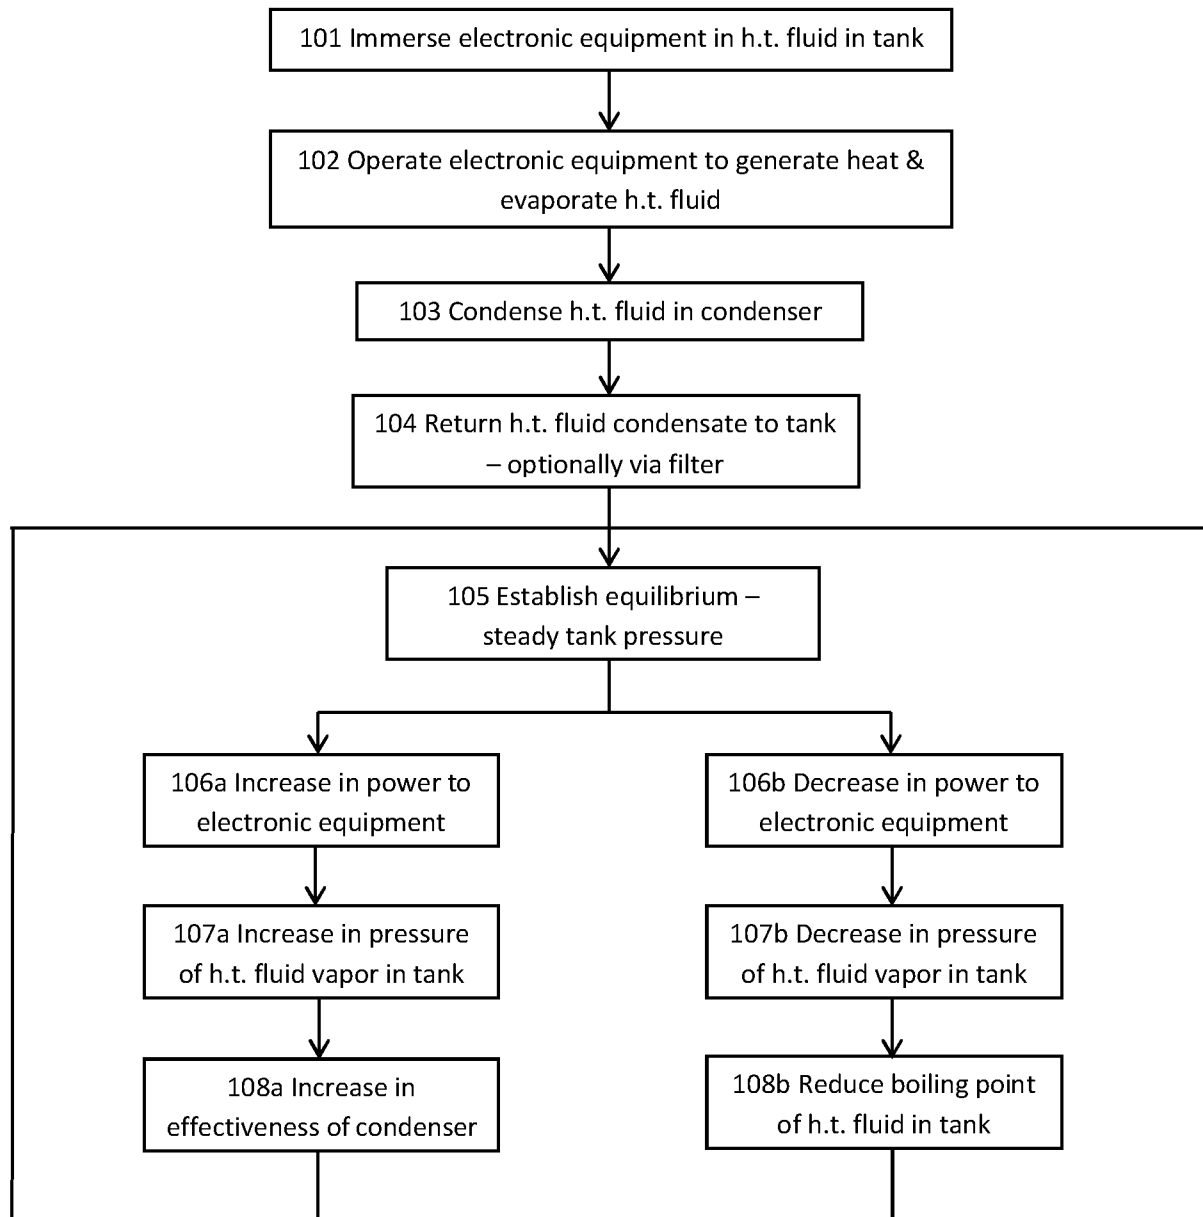 101 Immerse electronic equipment in h.t. fluid in tank
102 Operate electronic equipment to generate heat &
evaporate h.t. fluid
103 Condense h.t. fluid in condenser
104 Return h.t. fluid condensate to tank
– optionally via filter
105 Establish equilibrium –
steady tank pressure
106a Increase in power to
electronic equipment
106b Decrease in power to
electronic equipment
107a Increase in pressure
of h.t. fluid vapor in tank
107b Decrease in pressure
of h.t. fluid vapor in tank
108a Increase in
effectiveness of condenser
108b Reduce boiling point
of h.t. fluid in tank